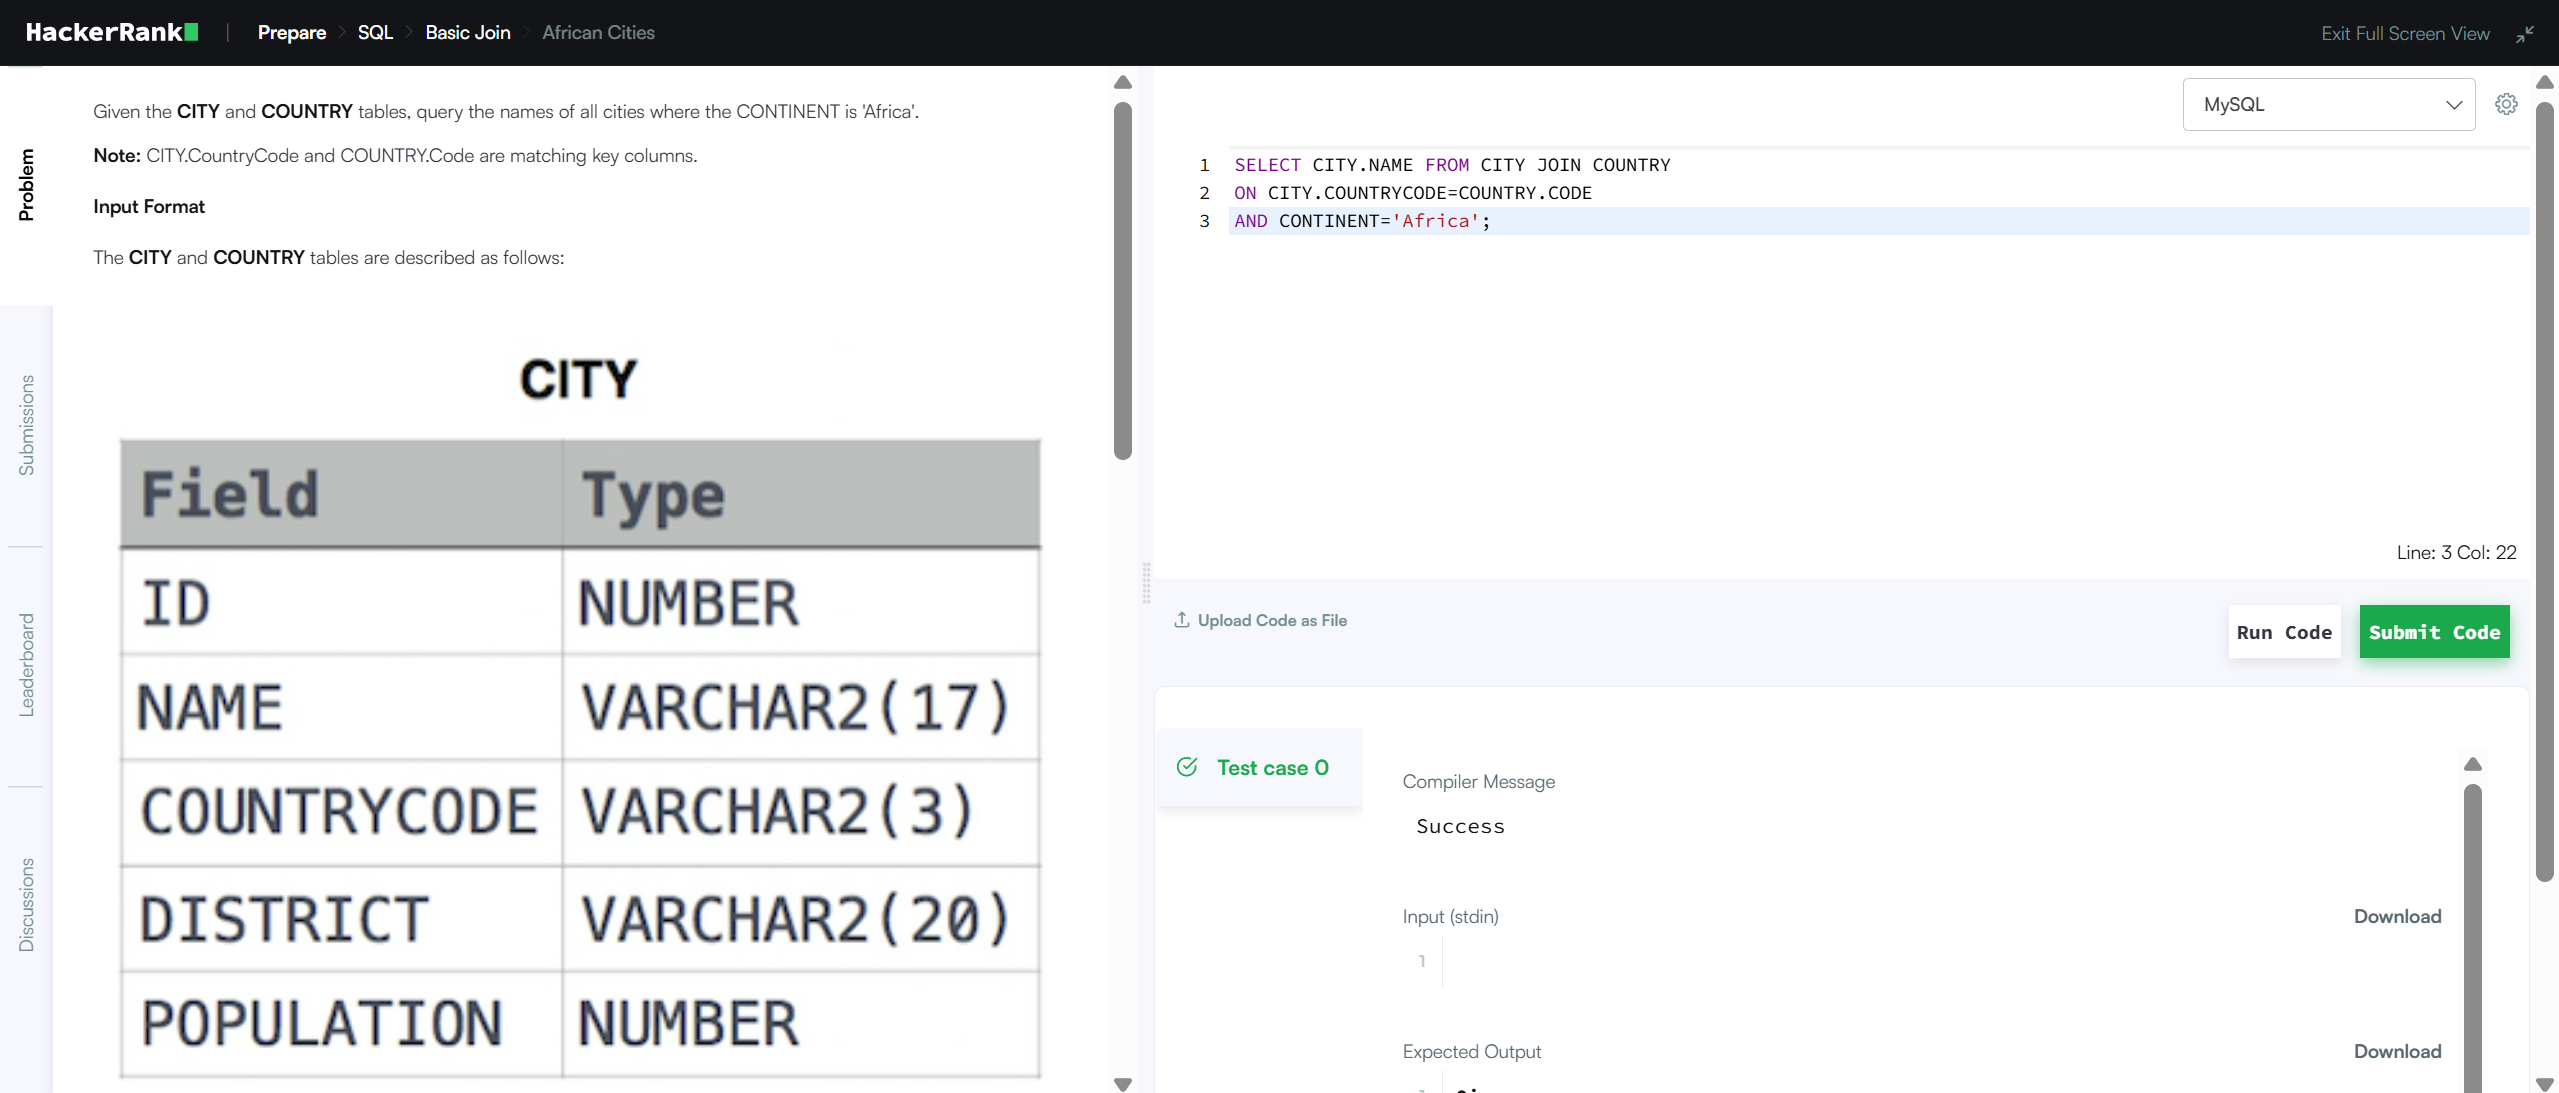 HackerRank | Prepare > SQL > Basic Join > African Cities
Exit Full Screen View
Problem
Submissions
Leaderboard
Discussions
Given the CITY and COUNTRY tables, query the names of all cities where the CONTINENT is 'Africa'.
Note: CITY.CountryCode and COUNTRY.Code are matching key columns.
Input Format
The CITY and COUNTRY tables are described as follows:
CITY
Field Type
ID NUMBER
NAME VARCHAR2(17)
COUNTRYCODE VARCHAR2(3)
DISTRICT VARCHAR2(20)
POPULATION NUMBER
MySQL
1 SELECT CITY.NAME FROM CITY JOIN COUNTRY
2 ON CITY.COUNTRYCODE=COUNTRY.CODE
3 AND CONTINENT='Africa';
Line: 3 Col: 22
Upload Code as File
Run Code
Submit Code
Test case 0
Compiler Message
Success
Input (stdin) Download
1
Expected Output Download